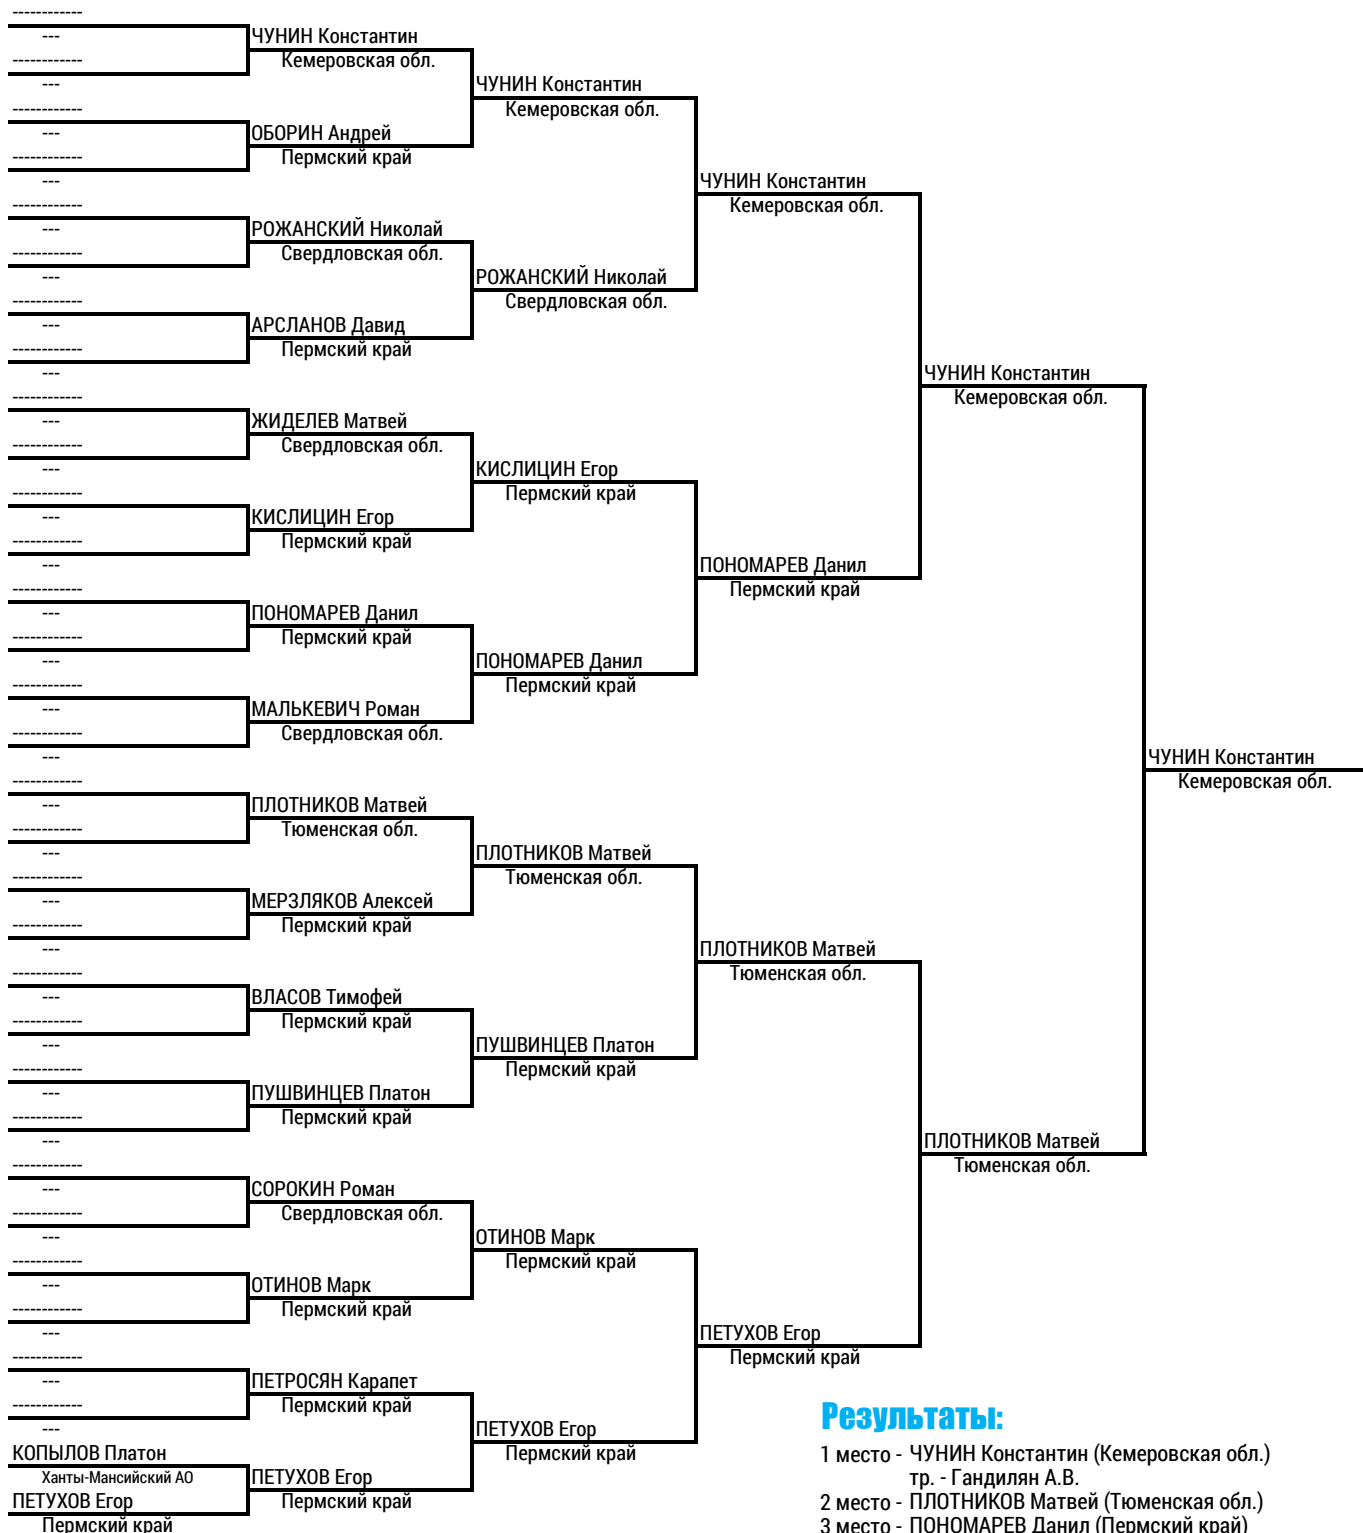 ------------
---
------------
---
------------
---
------------
---
------------
---
------------
---
------------
---
------------
---
------------
---
------------
---
------------
---
------------
---
------------
---
------------
---
------------
---
------------
---
------------
---
------------
---
------------
---
------------
---
------------
---
------------
---
------------
---
------------
---
------------
---
------------
---
------------
---
------------
---
------------
---
------------
---
КОПЫЛОВ Платон
Ханты-Мансийский АО
ПЕТУХОВ Егор
Пермский край
ЧУНИН Константин
Кемеровская обл.
ОБОРИН Андрей
Пермский край
РОЖАНСКИЙ Николай
Свердловская обл.
АРСЛАНОВ Давид
Пермский край
ЖИДЕЛЕВ Матвей
Свердловская обл.
КИСЛИЦИН Егор
Пермский край
ПОНОМАРЕВ Данил
Пермский край
МАЛЬКЕВИЧ Роман
Свердловская обл.
ПЛОТНИКОВ Матвей
Тюменская обл.
МЕРЗЛЯКОВ Алексей
Пермский край
ВЛАСОВ Тимофей
Пермский край
ПУШВИНЦЕВ Платон
Пермский край
СОРОКИН Роман
Свердловская обл.
ОТИНОВ Марк
Пермский край
ПЕТРОСЯН Карапет
Пермский край
ПЕТУХОВ Егор
Пермский край
ЧУНИН Константин
Кемеровская обл.
РОЖАНСКИЙ Николай
Свердловская обл.
КИСЛИЦИН Егор
Пермский край
ПОНОМАРЕВ Данил
Пермский край
ПЛОТНИКОВ Матвей
Тюменская обл.
ПУШВИНЦЕВ Платон
Пермский край
ОТИНОВ Марк
Пермский край
ПЕТУХОВ Егор
Пермский край
ЧУНИН Константин
Кемеровская обл.
ПОНОМАРЕВ Данил
Пермский край
ПЛОТНИКОВ Матвей
Тюменская обл.
ПЕТУХОВ Егор
Пермский край
ЧУНИН Константин
Кемеровская обл.
ПЛОТНИКОВ Матвей
Тюменская обл.
ЧУНИН Константин
Кемеровская обл.
Результаты:
1 место - ЧУНИН Константин (Кемеровская обл.)
тр. - Гандилян А.В.
2 место - ПЛОТНИКОВ Матвей (Тюменская обл.)
3 место - ПОНОМАРЕВ Данил (Пермский край)